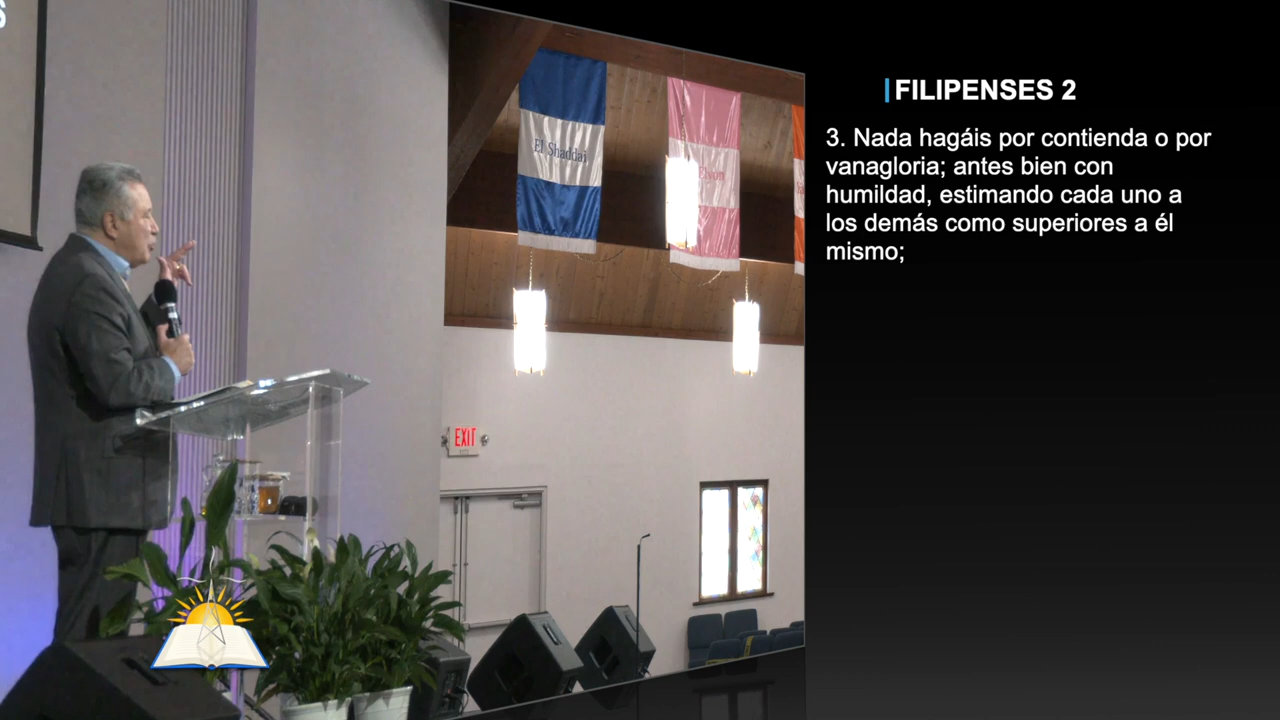 S
El Shaddai
Elyon
EXIT
FILIPENSES 2
3. Nada hagáis por contienda o por
vanagloria; antes bien con
humildad, estimando cada uno a
los demás como superiores a él
mismo;